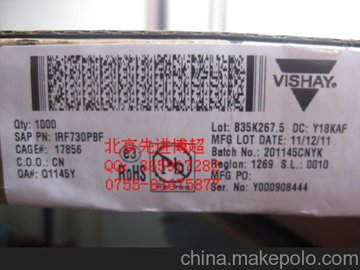 VISHAY
Qty: 1000
SAP PN: IRF730PBF
CAGE#: 17856
C.O.O.: CN
QA#: Q1145Y
Lot: B35K267.5 DC: Y18KAF
MFG LOT DATE: 11/12/11
Batch No.: 201145CNYK
Region: 1269 S.L.: 0010
MFG PO:
Ser. No: Y000908444
RoHS
北京先进博超
china.makepolo.com